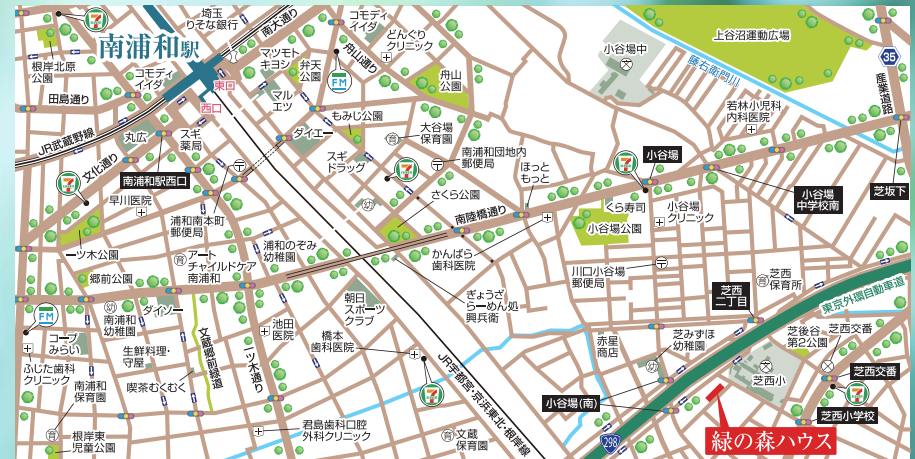 埼玉
りそな銀行
南浦和駅
根岸北原
公園
コモディ
イイダ
田島通り
東口
西口
南大通り
マツモト
キヨシ
弁天
公園
マル
エツ
コモディ
イイダ
舟山通り
どんぐり
クリニック
舟山
公園
FM
もみじ公園
ダイエー
大谷場
保育園
育
小谷場中
文
上谷沼運動広場
藤右衛門川
35
産業道路
若林小児科
内科医院
JR武蔵野線
丸広
スギ
薬局
文化通り
南浦和駅西口
早川医院
浦和南本町
郵便局
スギ
ドラッグ
幼
南浦和団地内
郵便局
ほっと
もっと
さくら公園
南陸橋通り
小谷場
くら寿司
小谷場公園
小谷場
クリニック
小谷場
中学校南
芝坂下
一ツ木公園
郷前公園
育
アート
チャイルドケア
南浦和
浦和のぞみ
幼稚園
かんばら
歯科医院
川口小谷場
郵便局
芝西
二丁目
育
芝西
保育所
東京外環自動車道
FM
コープ
みらい
幼
南浦和
幼稚園
ダイソー
文蔵郷前緑道
一ツ木通り
池田
医院
朝日
スポーツ
クラブ
ぎょうざ
らーめん処
興兵衛
橋本
歯科医院
JR宇都宮・京浜東北・根岸線
赤星
商店
芝みずほ
幼稚園
幼
芝後谷
第2公園
芝西交番
芝西小
文
芝西交番
芝西小学校
ふじた歯科
クリニック
生鮮料理・
守屋
喫茶むくむく
南浦和
保育園
育
根岸東
児童公園
君島歯科口腔
外科クリニック
育
文蔵
保育園
小谷場(南)
298
緑の森ハウス